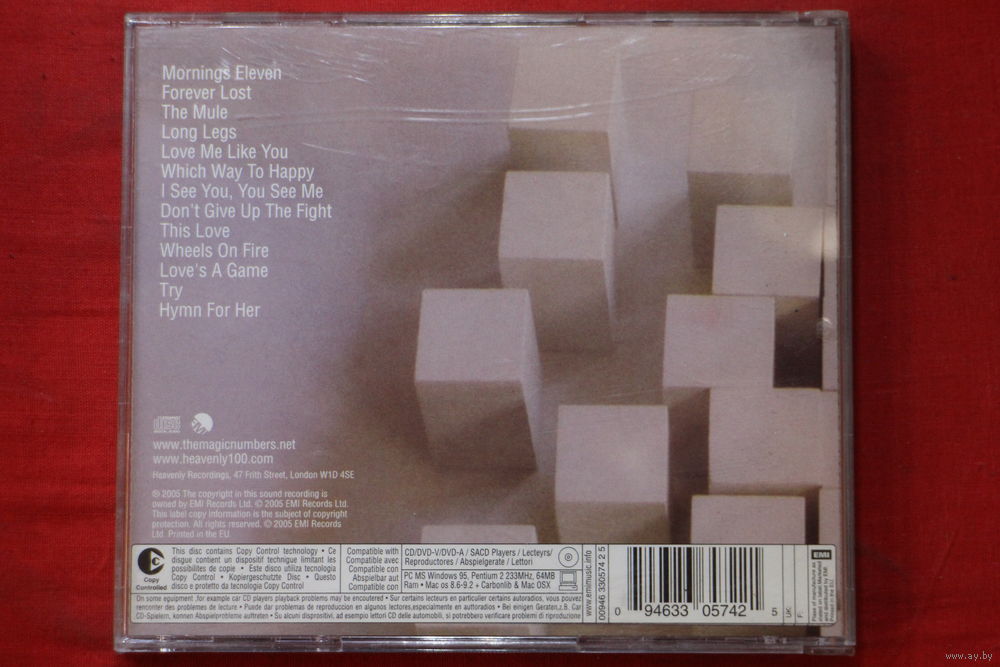 Mornings Eleven
Forever Lost
The Mule
Long Legs
Love Me Like You
Which Way To Happy
I See You, You See Me
Don't Give Up The Fight
This Love
Wheels On Fire
Love's A Game
Try
Hymn For Her
EMI
www.themagicnumbers.net
www.heavenly100.com
Heavenly Recordings, 47 Frith Street, London W1D 4SE
℗ 2005 The copyright in this sound recording is
owned by EMI Records Ltd. © 2005 EMI Records Ltd.
This label copy information is the subject of copyright
protection. All rights reserved. © 2005 EMI Records
Ltd. Printed in the EU.
Copy
Controlled
This disc contains Copy Control technology • Ce
disque contient un dispositif technique limitant les
possibilites de copie • Este disco utiliza tecnologia
Copy Control • Kopiergeschutzte Disc • Questo
disco e protetto da tecnologia Copy Control
Compatible with
Compatible avec
Compatible con
Abspielbar auf
Compatible con
CD/DVD-V/DVD-A / SACD Players / Lecteyrs/
Reproductores / Abspielgerate / Lettori
PC MS Windows 95, Pentium 2 233MHz, 64MB
Ram • Mac os 8.6-9.2 + Carbonlib & Mac OSX
On some equipment ,for example car CD players playback problems may be encountered • Sur certains lecteurs en particulier certains autoradios, vous pouvez
rencontrer des problemes de lecture • Puede dar problemas de reproduccion en algunos lectores,especialmente en autoradios • Bei einigen Geraten,z.B. Car
CD-Spielern, konnen Abspielprobleme auftreten • Su alcuni dispositivi, ad esempio lettori CD delle automobili, si potrebbero verificare problemi di riproduzione
www.emimusic.info
00946 3305742 5
0 94633 05742 5
UK:
F:
EMI
www.ay.by